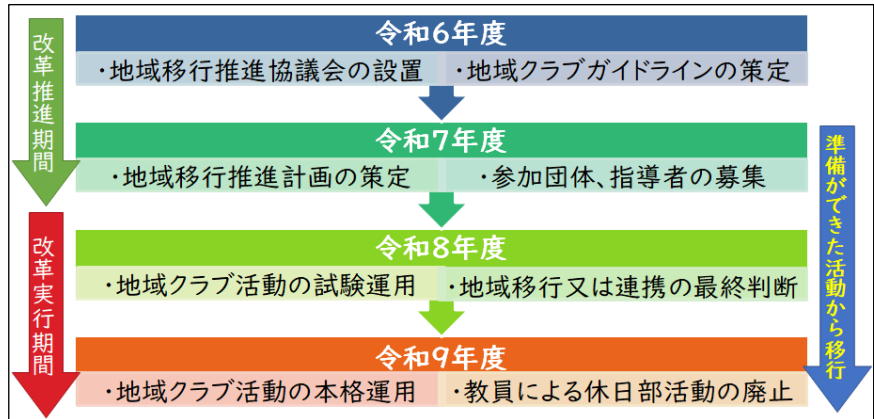 改革推進期間
改革実行期間
令和6年度
・地域移行推進協議会の設置
・地域クラブガイドラインの策定
令和7年度
・地域移行推進計画の策定
・参加団体、指導者の募集
令和8年度
・地域クラブ活動の試験運用
・地域移行又は連携の最終判断
令和9年度
・地域クラブ活動の本格運用
・教員による休日部活動の廃止
準備ができた活動から移行